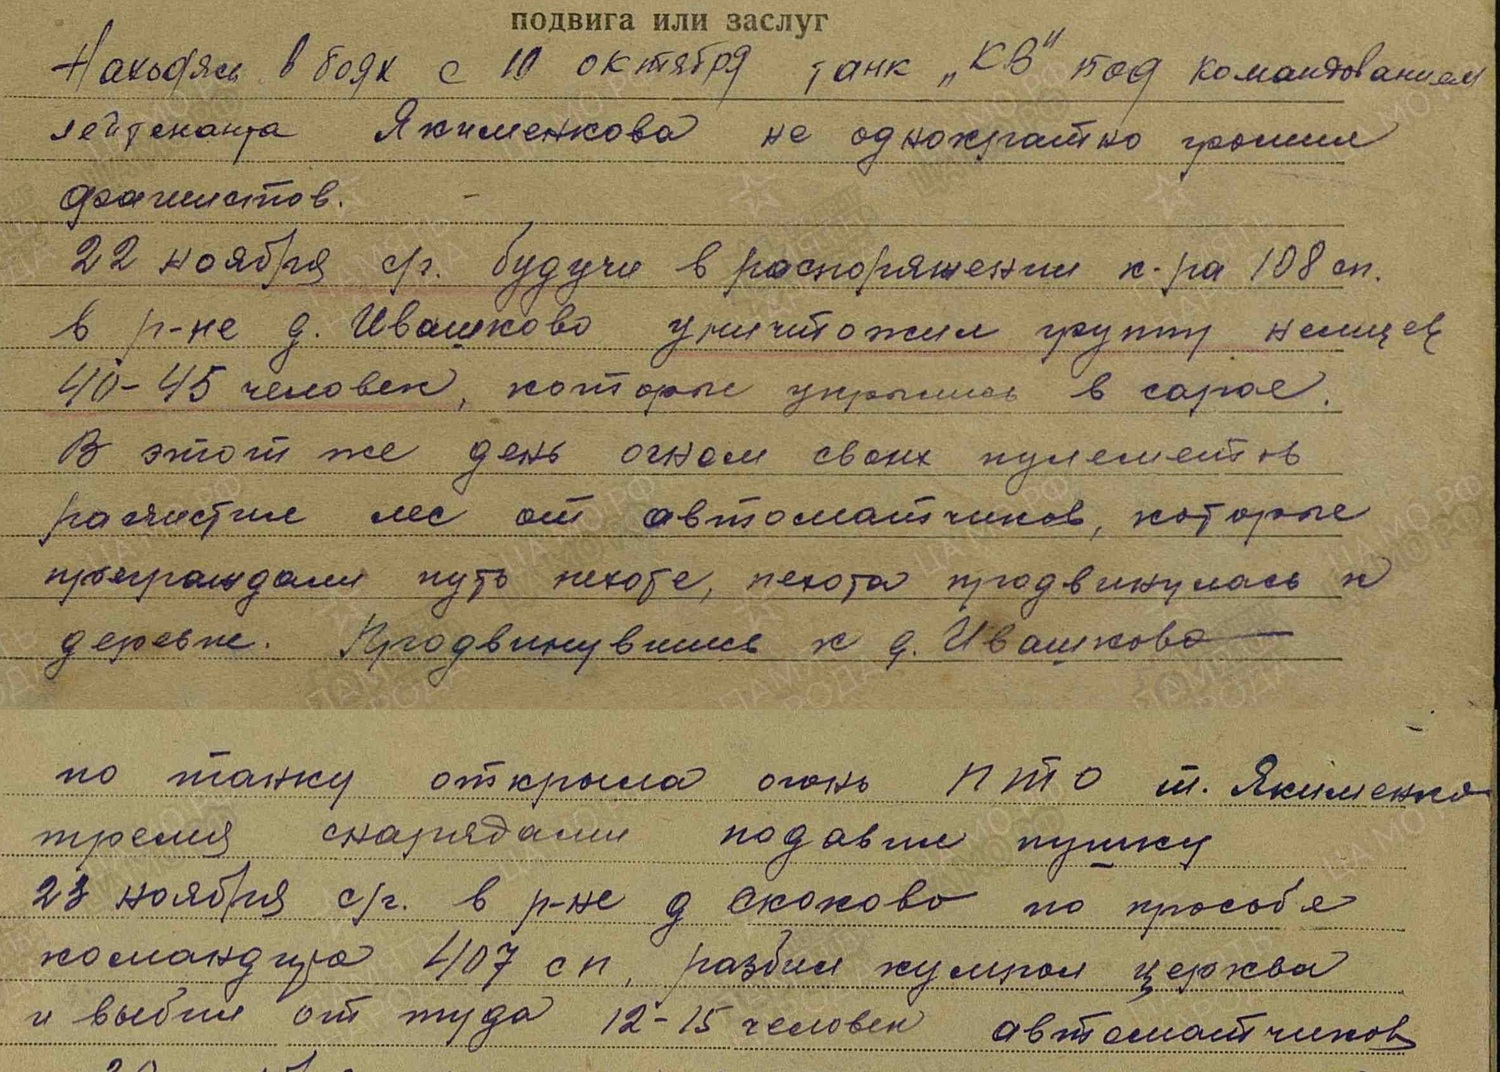 подвига или заслуг
Находясь в боях с 10 октября танк „КВ" под командованием
лейтенанта Якименкова не однократно громил
фашистов.
22 ноября с/г. будучи в распоряжении к-ра 108 сп.
в р-не д. Ивашково уничтожил группу немцев
40-45 человек, которые укрылись в сарае.
В этот же день огнем своих пулеметов
расчистил лес от автоматчиков, которые
преграждали путь пехоте, пехота продвинулась к
деревне. Продвинувшись к д. Ивашково
по танку открыла огонь ПТО т. Якименко
тремя снарядами подавил пушку
23 ноября с/г. в р-не д Скоково по прозьбе
командира 407 сп, разбил церква
и выбил от туда 12-15 человек автоматчиков